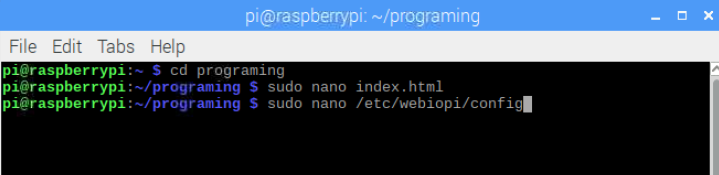 pi@raspberrypi: ~/programing
File Edit Tabs Help
pi@raspberrypi:~ $ cd programing
pi@raspberrypi:~/programing $ sudo nano index.html
pi@raspberrypi:~/programing $ sudo nano /etc/webiopi/config